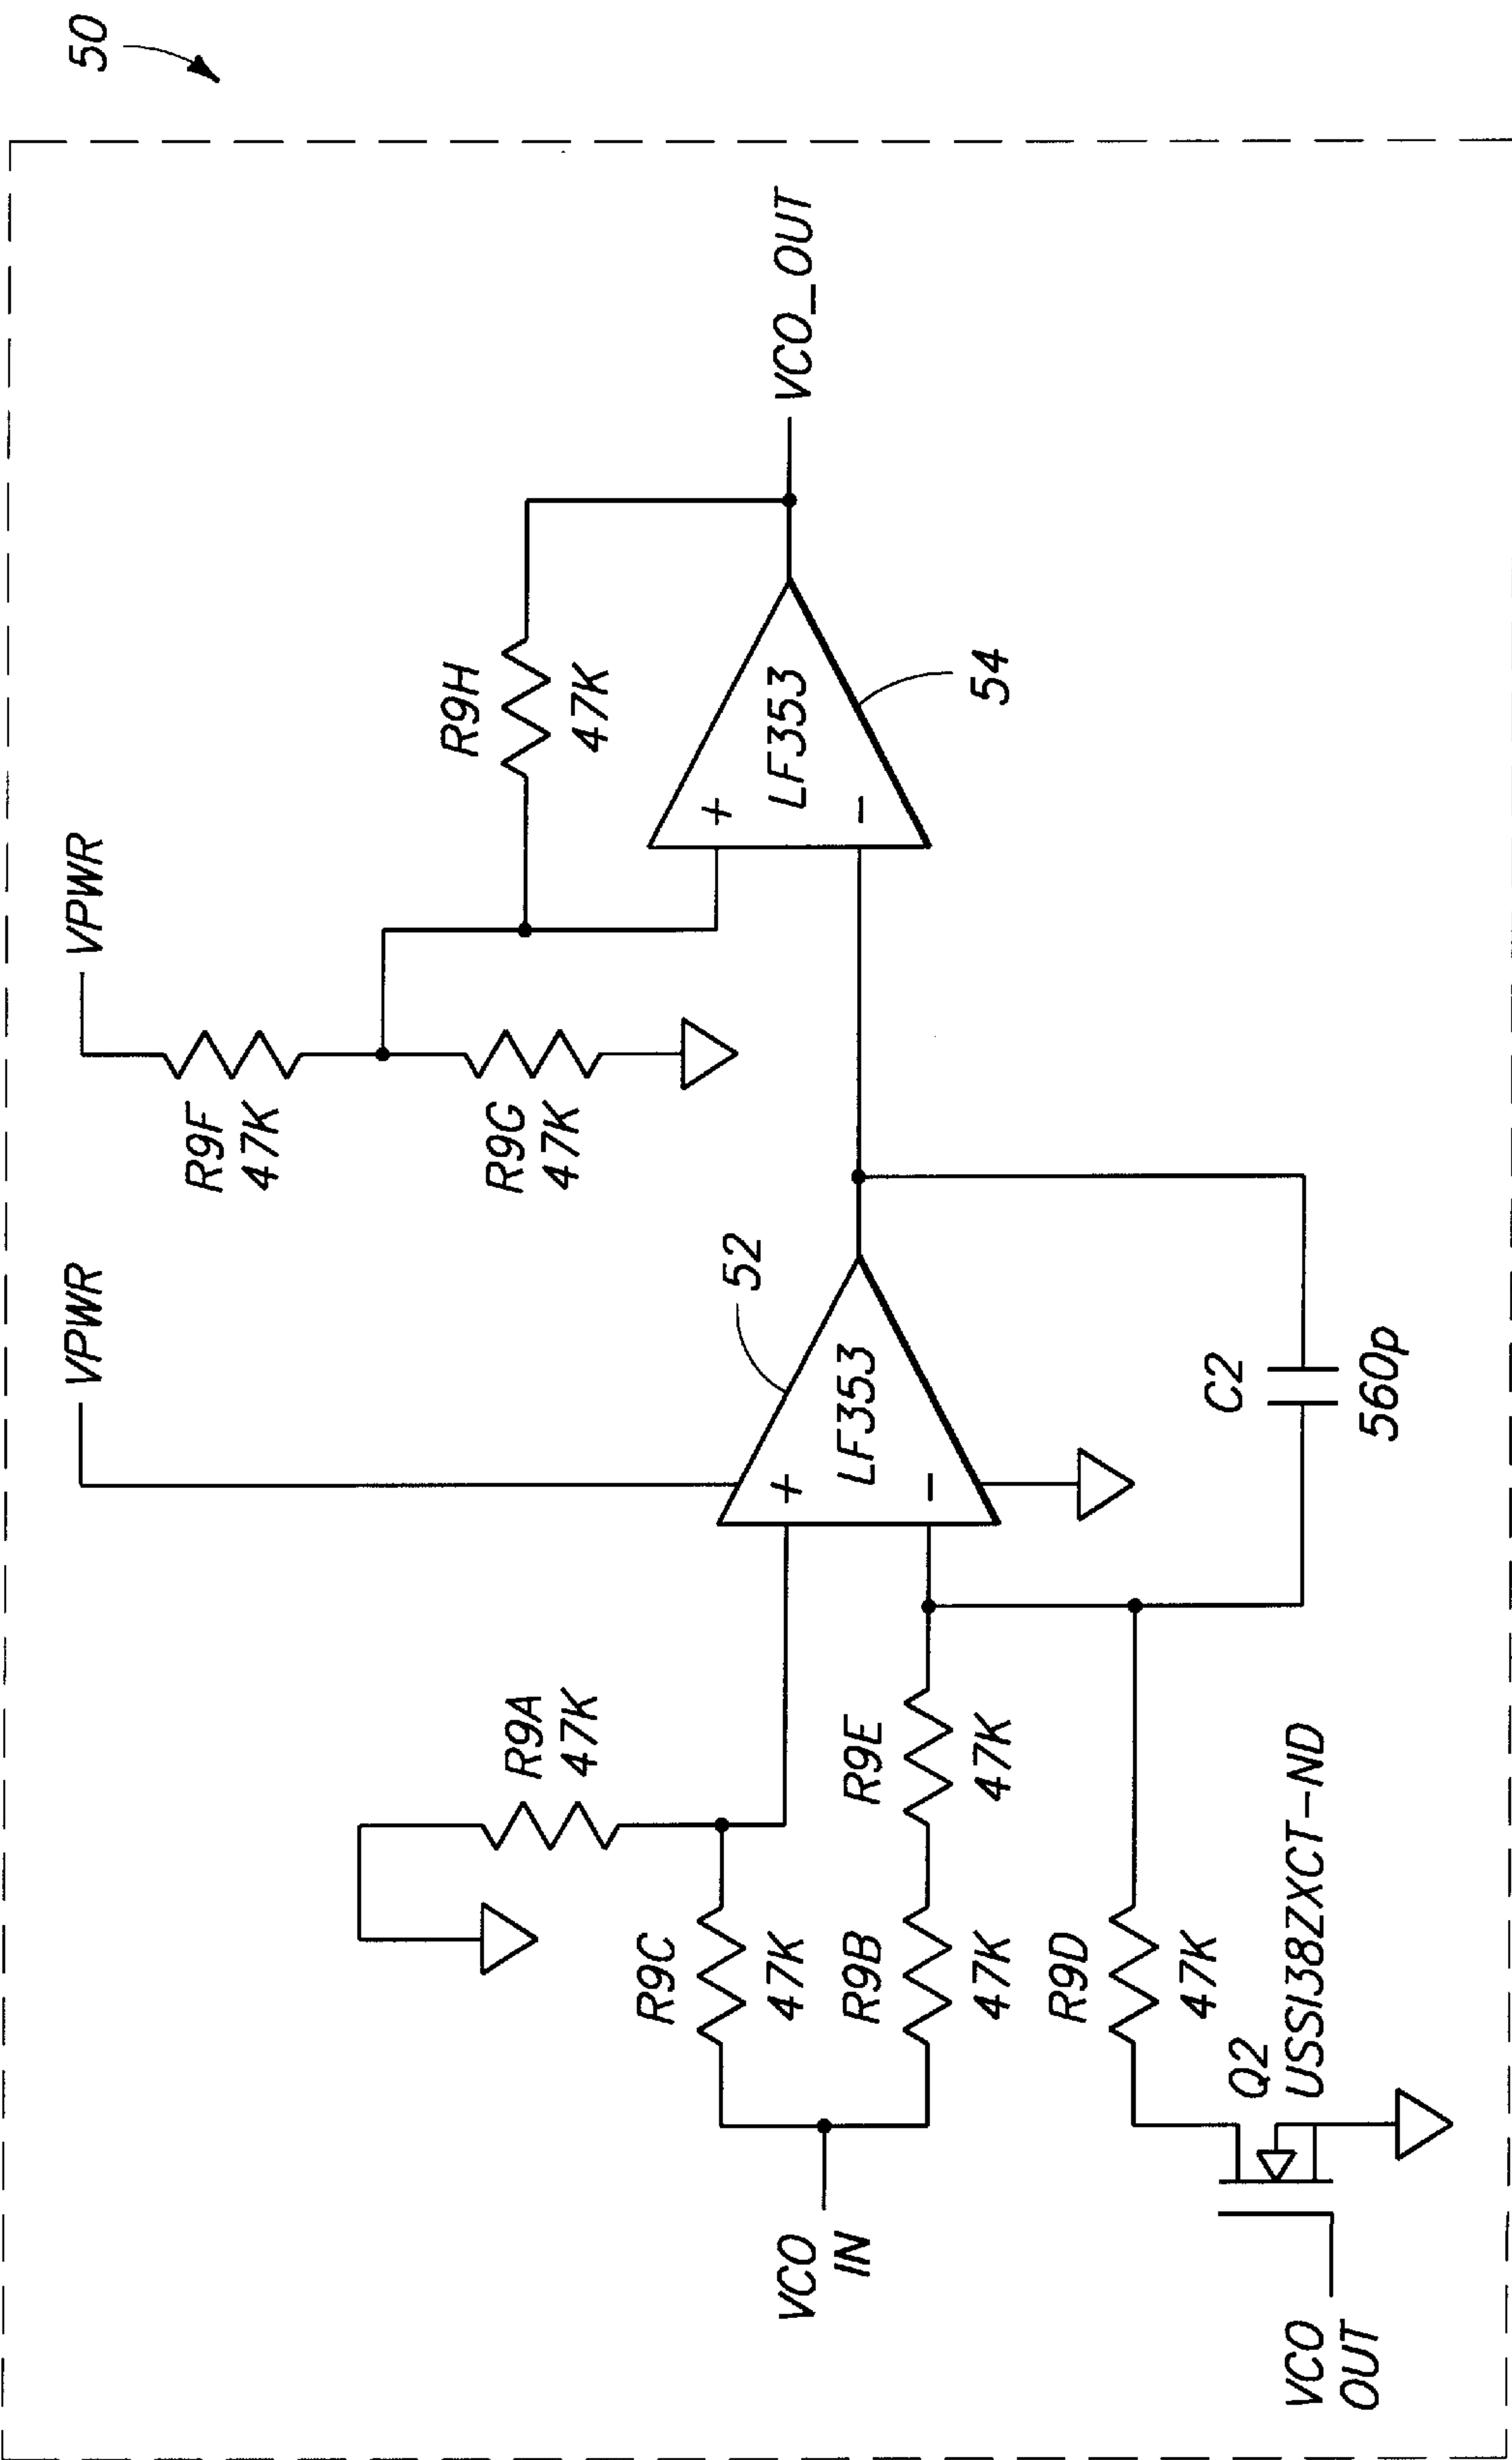 50
VPWR
VPWR
R9F
47K
R9G
47K
R9H
47K
R9A
47K
52
+
LF353
−
+
LF353
−
54
VCO_OUT
R9C
47K
VCO
IN
R9B
47K
R9E
47K
R9D
47K
C2
560p
Q2
USS138ZXCT-ND
VCO
OUT